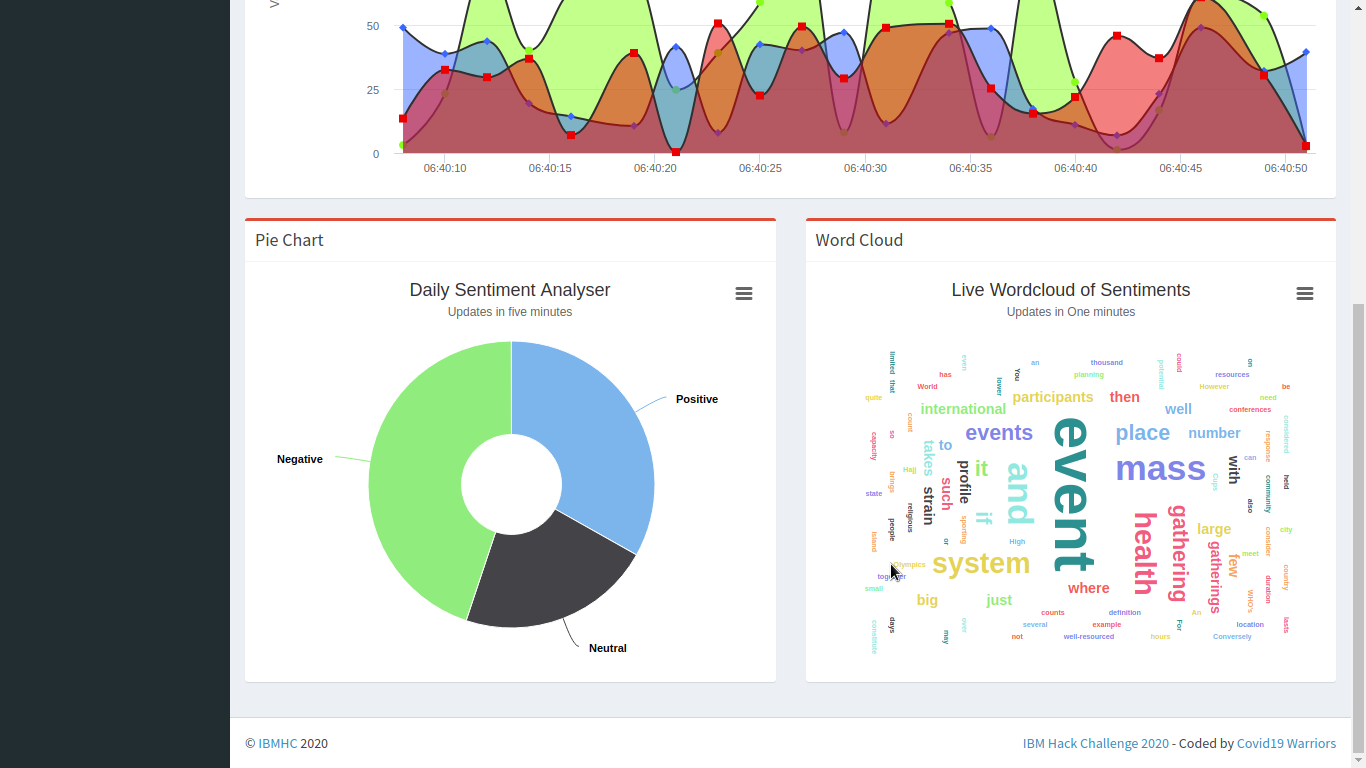 50
25
0
06:40:10 06:40:15 06:40:20 06:40:25 06:40:30 06:40:35 06:40:40 06:40:45 06:40:50
Pie Chart
Daily Sentiment Analyser
Updates in five minutes
Positive
Negative
Neutral
Word Cloud
Live Wordcloud of Sentiments
Updates in One minutes
limited
even
an
thousand
could
on
has
You
planning
potential
resources
that
World
lower
However
be
quite
participants
then
need
international
well
conferences
count
events
place
number
considered
capacity
so
takes
to
event
response
Hajj
it
mass
with
can
profile
and
brings
such
Cups
community
held
state
strain
also
religious
if
health
gathering
people
sporting
large
city
island
or
High
gatherings
consider
few
meet
Olympics
system
together
country
small
where
duration
big
just
WHO's
counts
definition
An
constitute
days
over
several
example
For
location
lasts
may
not
well-resourced
hours
Conversely
© IBMHC 2020
IBM Hack Challenge 2020 - Coded by Covid19 Warriors